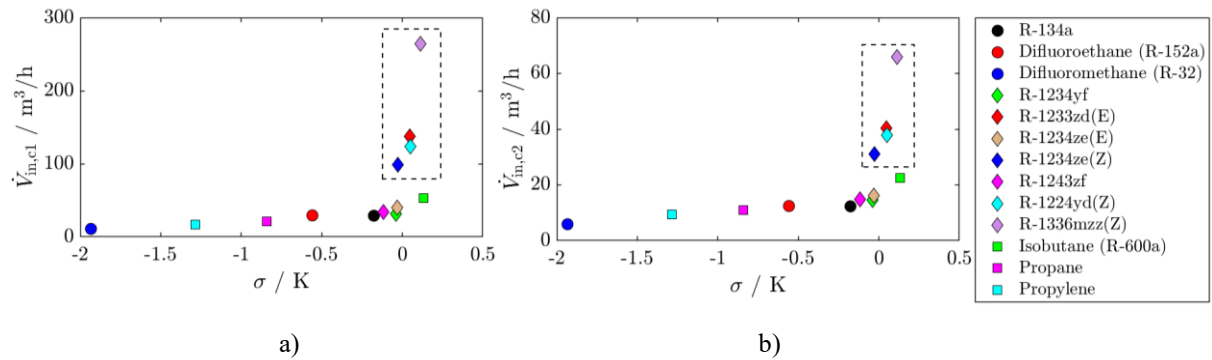 300
200
100
0
V̇in,c1 / m³/h
-2
-1.5
-1
-0.5
0
0.5
σ / K
a)
80
60
40
20
0
V̇in,c2 / m³/h
-2
-1.5
-1
-0.5
0
0.5
σ / K
b)
R-134a
Difluoroethane (R-152a)
Difluoromethane (R-32)
R-1234yf
R-1233zd(E)
R-1234ze(E)
R-1234ze(Z)
R-1243zf
R-1224yd(Z)
R-1336mzz(Z)
Isobutane (R-600a)
Propane
Propylene